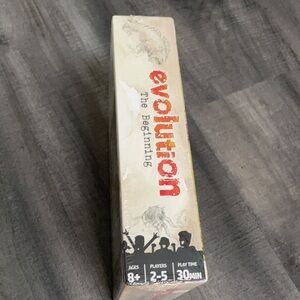 evolution
The Beginning
AGES
8+
PLAYERS
2-5
PLAY TIME
30MIN